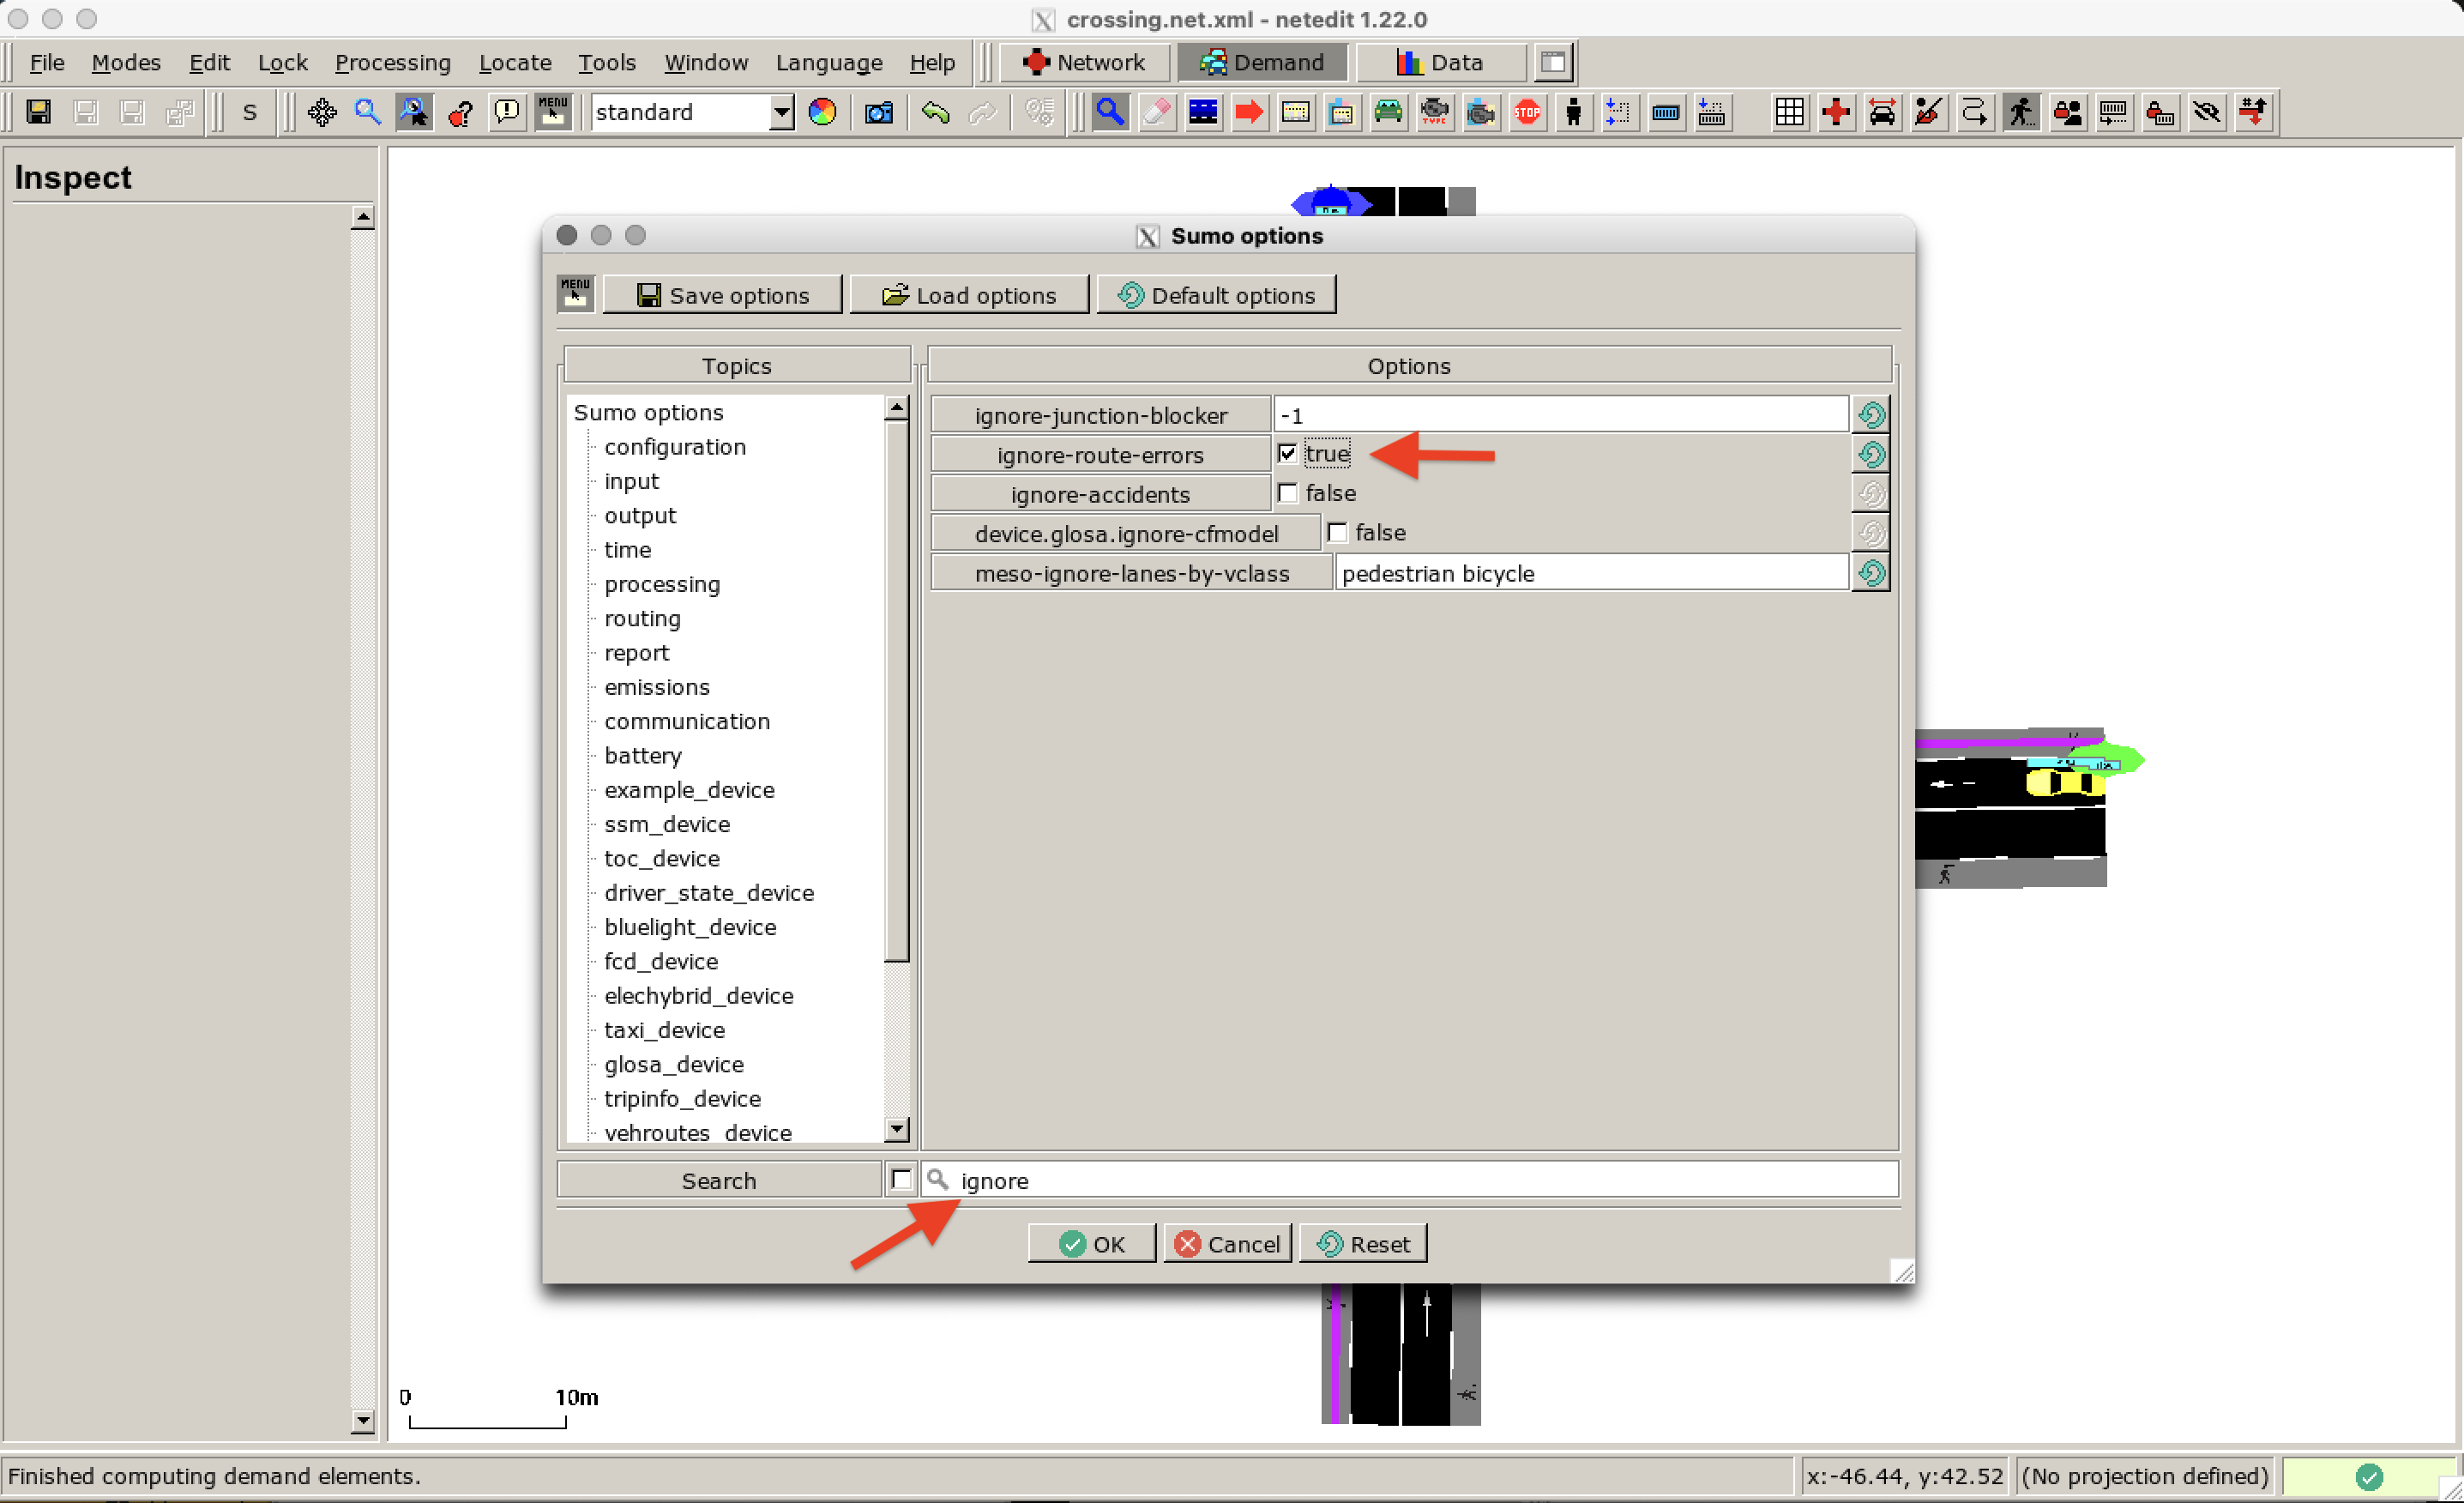 crossing.net.xml - netedit 1.22.0
File Modes Edit Lock Processing Locate Tools Window Language Help Network Demand Data
S MENU standard TYPE STOP
Inspect
Sumo options
MENU Save options Load options Default options
Topics Options
Sumo options
configuration
input
output
time
processing
routing
report
emissions
communication
battery
example_device
ssm_device
toc_device
driver_state_device
bluelight_device
fcd_device
elechybrid_device
taxi_device
glosa_device
tripinfo_device
vehroutes_device
ignore-junction-blocker -1
ignore-route-errors true
ignore-accidents false
device.glosa.ignore-cfmodel false
meso-ignore-lanes-by-vclass pedestrian bicycle
Search ignore
OK Cancel Reset
0 10m
Finished computing demand elements. x:-46.44, y:42.52 (No projection defined)